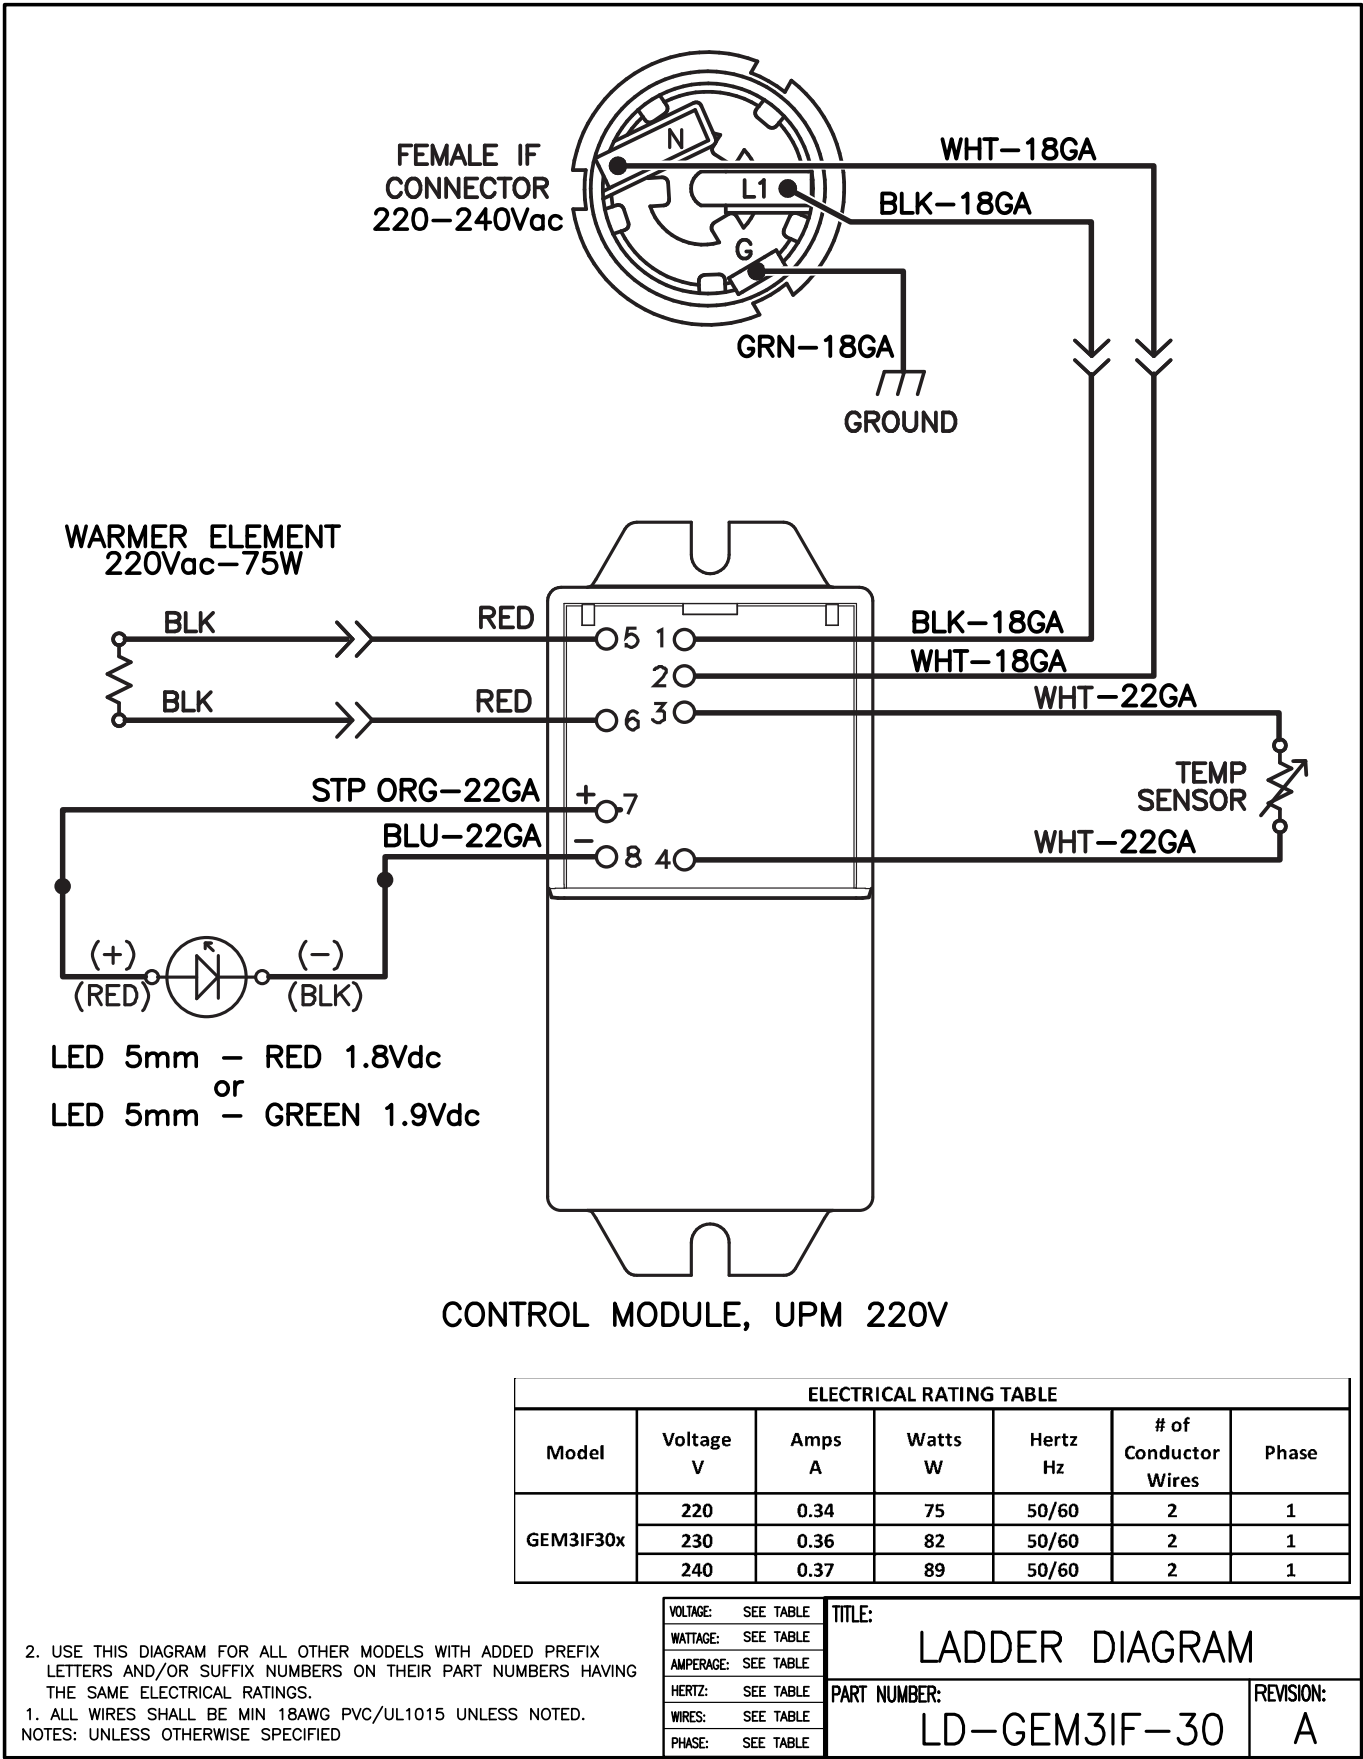 N
FEMALE IF
CONNECTOR
220-240Vac
WHT-18GA
L1
BLK-18GA
G
GRN-18GA
GROUND
WARMER ELEMENT
220Vac-75W
BLK
RED
5
1
BLK-18GA
2
WHT-18GA
BLK
RED
6
3
WHT-22GA
TEMP
SENSOR
STP ORG-22GA
+
7
BLU-22GA
-
8
4
WHT-22GA
(+)
(-)
(RED)
(BLK)
LED 5mm - RED 1.8Vdc
or
LED 5mm - GREEN 1.9Vdc
CONTROL MODULE, UPM 220V
ELECTRICAL RATING TABLE
Model Voltage V Amps A Watts W Hertz Hz # of Conductor Wires Phase
GEM3IF30x
220 0.34 75 50/60 2 1
230 0.36 82 50/60 2 1
240 0.37 89 50/60 2 1
2. USE THIS DIAGRAM FOR ALL OTHER MODELS WITH ADDED PREFIX
LETTERS AND/OR SUFFIX NUMBERS ON THEIR PART NUMBERS HAVING
THE SAME ELECTRICAL RATINGS.
1. ALL WIRES SHALL BE MIN 18AWG PVC/UL1015 UNLESS NOTED.
NOTES: UNLESS OTHERWISE SPECIFIED
VOLTAGE: SEE TABLE
WATTAGE: SEE TABLE
AMPERAGE: SEE TABLE
HERTZ: SEE TABLE
WIRES: SEE TABLE
PHASE: SEE TABLE
TITLE:
LADDER DIAGRAM
PART NUMBER:
LD-GEM3IF-30
REVISION:
A